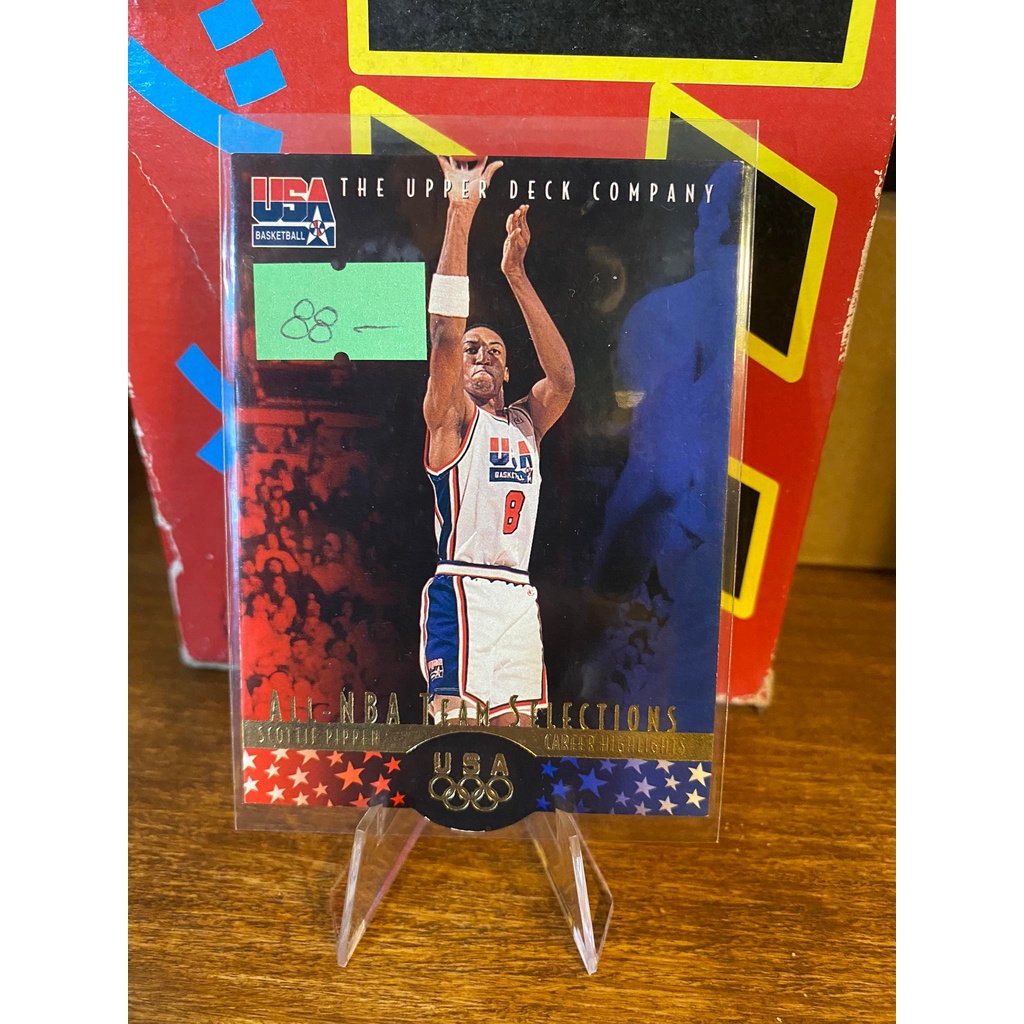 USA
BASKETBALL
THE UPPER DECK COMPANY
88 —
USA
BASKETBALL
8
ALL-NBA TEAM SELECTIONS
SCOTTIE PIPPEN
CAREER HIGHLIGHTS
USA